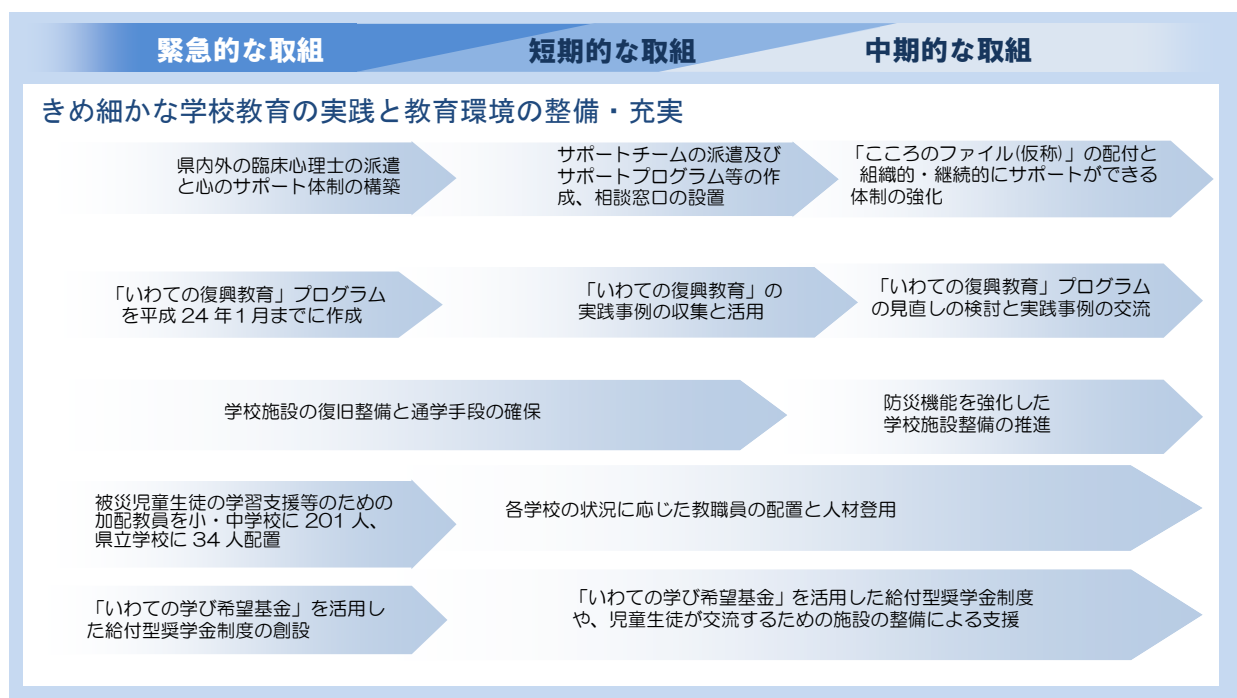 緊急的な取組
短期的な取組
中期的な取組
きめ細かな学校教育の実践と教育環境の整備・充実
県内外の臨床心理士の派遣
と心のサポート体制の構築
サポートチームの派遣及び
サポートプログラム等の作
成、相談窓口の設置
「こころのファイル(仮称)」の配付と
組織的・継続的にサポートができる
体制の強化
「いわての復興教育」プログラム
を平成 24 年1月までに作成
「いわての復興教育」の
実践事例の収集と活用
「いわての復興教育」プログラム
の見直しの検討と実践事例の交流
学校施設の復旧整備と通学手段の確保
防災機能を強化した
学校施設整備の推進
被災児童生徒の学習支援等のための
加配教員を小・中学校に 201 人、
県立学校に 34 人配置
各学校の状況に応じた教職員の配置と人材登用
「いわての学び希望基金」を活用し
た給付型奨学金制度の創設
「いわての学び希望基金」を活用した給付型奨学金制度
や、児童生徒が交流するための施設の整備による支援